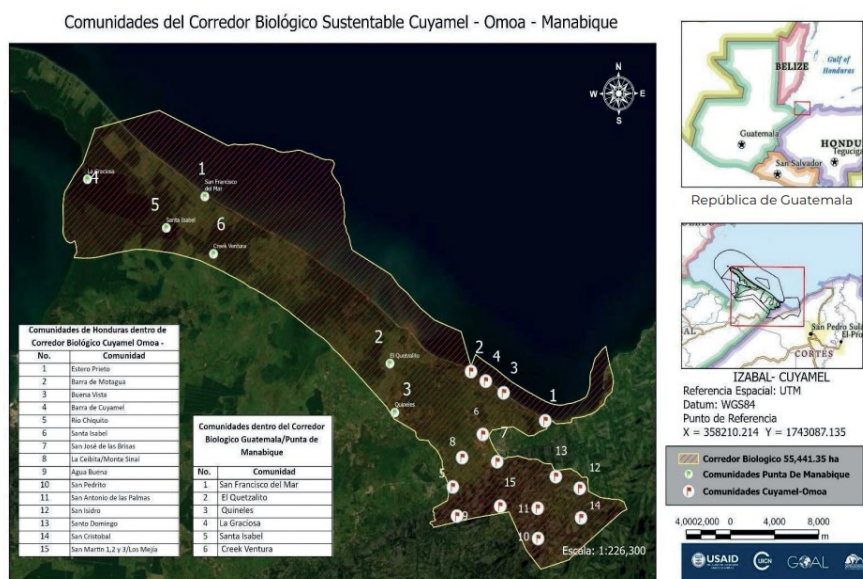 Comunidades del Corredor Biológico Sustentable Cuyamel - Omoa - Manabique
N
W E
S
4
La Graciosa
1
San Francisco
del Mar
5
Santa Isabel
6
Creek Ventura
2
El Quetzalito
3
Quineles
2
4
3
1
6
7
8
13
12
5
15
11
14
9
10
Escala: 1:226,300
Comunidades de Honduras dentro de
Corredor Biológico Cuyamel Omoa -
No. Comunidad
1 Estero Prieto
2 Barra de Motagua
3 Buena Vista
4 Barra de Cuyamel
5 Rio Chiquito
6 Santa Isabel
7 San José de las Brisas
8 La Ceibita/Monte Sinai
9 Agua Buena
10 San Pedrito
11 San Antonio de las Palmas
12 San Isidro
13 Santo Domingo
14 San Cristobal
15 San Martin 1,2 y 3/Los Mejia
Comunidades dentro del Corredor
Biologico Guatemala/Punta de
Manabique
No. Comunidad
1 San Francisco del Mar
2 El Quetzalito
3 Quineles
4 La Graciosa
5 Santa Isabel
6 Creek Ventura
BELIZE
Gulf of
Honduras
Guatemala
HONDU
Teguciga
San Salvador
República de Guatemala
AL
San Pedro Sula
El-Pro
CORTÉS
IZABAL- CUYAMEL
Referencia Espacial: UTM
Datum: WGS84
Punto de Referencia
X = 358210.214 Y = 1743087.135
Corredor Biologico 55,441.35 ha
Comunidades Punta De Manabique
Comunidades Cuyamel-Omoa
4,0002,000 0 4,000 8,000
m
USAID
UICN
GOAL